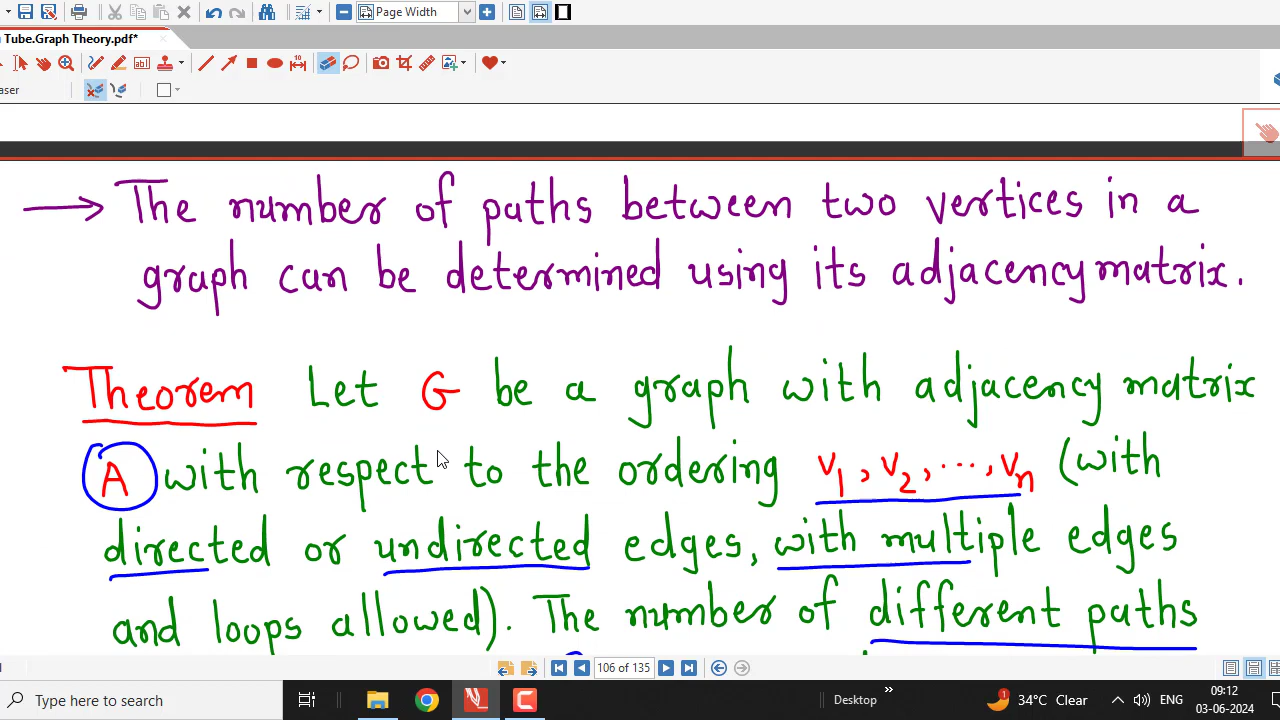 Page Width
Tube.Graph Theory.pdf*
10
aser
→ The number of paths between two vertices in a
graph can be determined using its adjacency matrix.
Theorem Let G be a graph with adjacency matrix
A with respect to the ordering v1, v2, ..., vn (with
directed or undirected edges, with multiple edges
and loops allowed). The number of different paths
106 of 135
Type here to search
Desktop
»
1
34°C Clear
ENG
09:12
03-06-2024